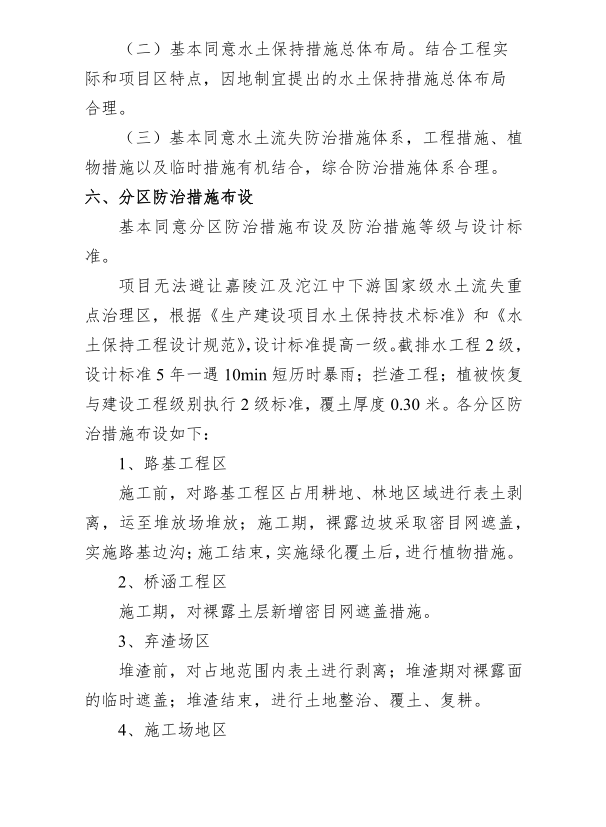 （二）基本同意水土保持措施总体布局。结合工程实
际和项目区特点，因地制宜提出的水土保持措施总体布局
合理。
（三）基本同意水土流失防治措施体系，工程措施、植
物措施以及临时措施有机结合，综合防治措施体系合理。
六、分区防治措施布设
基本同意分区防治措施布设及防治措施等级与设计标
准。
项目无法避让嘉陵江及沱江中下游国家级水土流失重
点治理区，根据《生产建设项目水土保持技术标准》和《水
土保持工程设计规范》，设计标准提高一级。截排水工程 2 级，
设计标准 5 年一遇 10min 短历时暴雨；拦渣工程；植被恢复
与建设工程级别执行 2 级标准，覆土厚度 0.30 米。各分区防
治措施布设如下：
1、路基工程区
施工前，对路基工程区占用耕地、林地区域进行表土剥
离，运至堆放场堆放；施工期，裸露边坡采取密目网遮盖，
实施路基边沟；施工结束，实施绿化覆土后，进行植物措施。
2、桥涵工程区
施工期，对裸露土层新增密目网遮盖措施。
3、弃渣场区
堆渣前，对占地范围内表土进行剥离；堆渣期对裸露面
的临时遮盖；堆渣结束，进行土地整治、覆土、复耕。
4、施工场地区